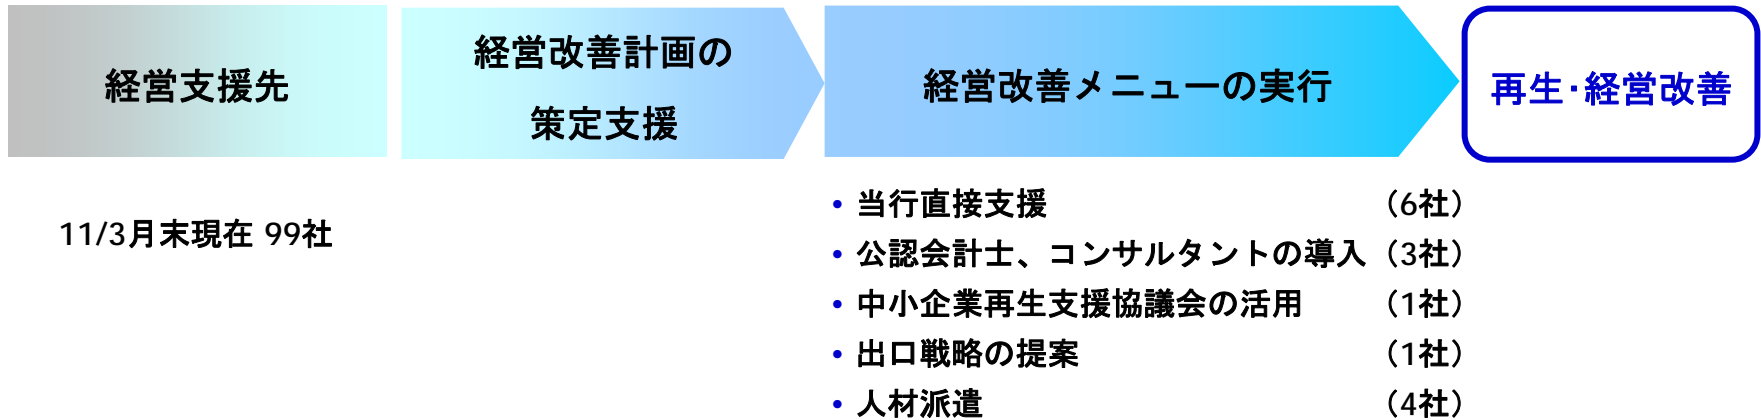 経営支援先
経営改善計画の
策定支援
経営改善メニューの実行
再生・経営改善
11/3月末現在 99社
• 当行直接支援 （6社）
• 公認会計士、コンサルタントの導入 （3社）
• 中小企業再生支援協議会の活用 （1社）
• 出口戦略の提案 （1社）
• 人材派遣 （4社）